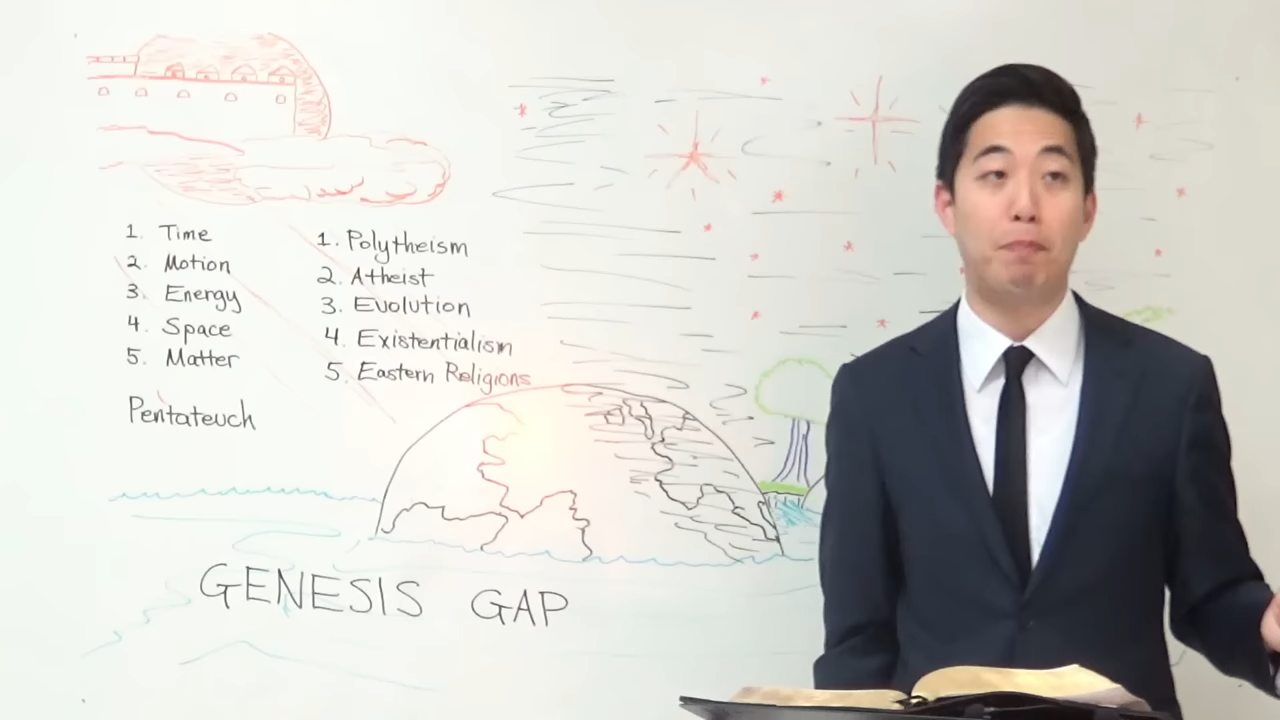 1. Time
2. Motion
3. Energy
4. Space
5. Matter
Pentateuch
1. Polytheism
2. Atheist
3. Evolution
4. Existentialism
5. Eastern Religions
GENESIS GAP